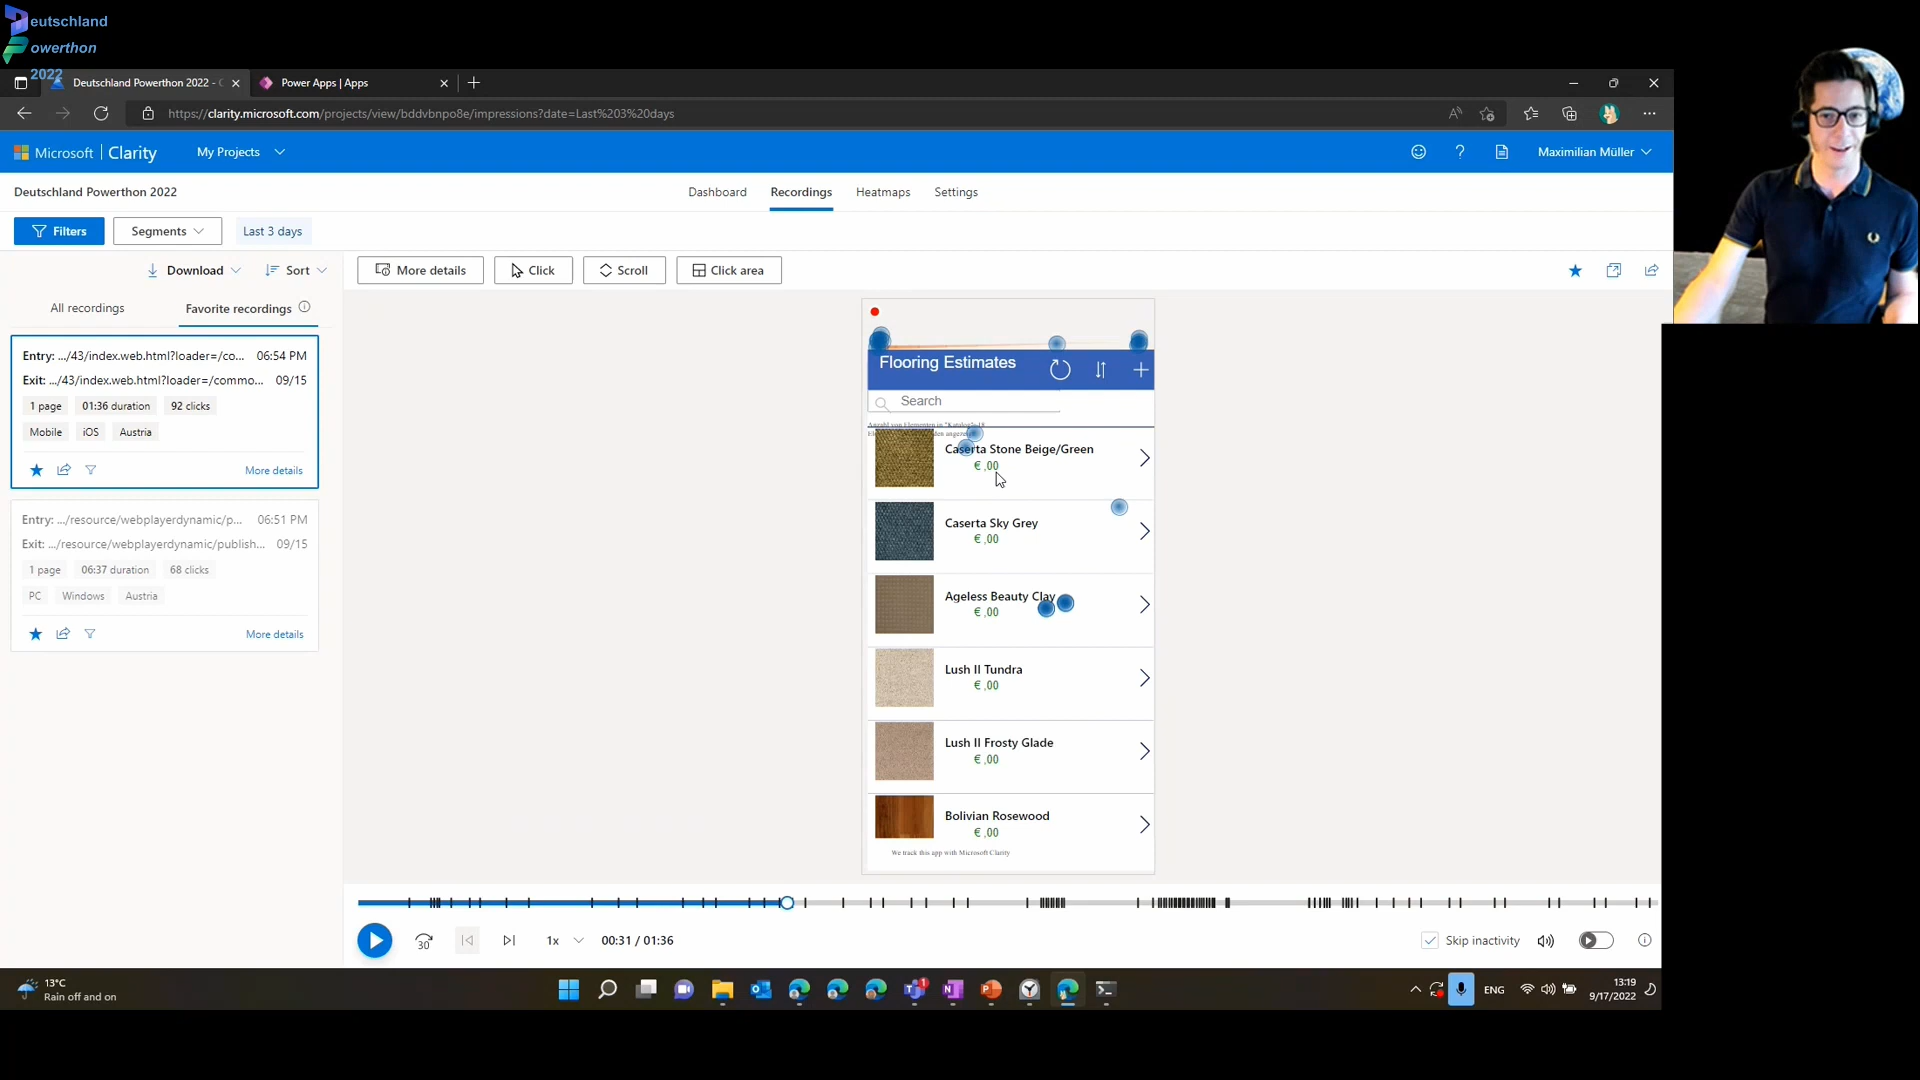 Deutschland
Powerthon
2022
Deutschland Powerthon 2022 - C
Power Apps | Apps
https://clarity.microsoft.com/projects/view/bddvbnpo8e/impressions?date=Last%203%20days
Microsoft | Clarity
My Projects
Maximilian Müller
Deutschland Powerthon 2022
Dashboard
Recordings
Heatmaps
Settings
Filters
Segments
Last 3 days
Download
Sort
More details
Click
Scroll
Click area
All recordings
Favorite recordings
Entry: .../43/index.web.html?loader=/co... 06:54 PM
Exit: .../43/index.web.html?loader=/commo... 09/15
1 page 01:36 duration 92 clicks
Mobile iOS Austria
More details
Entry: .../resource/webplayerdynamic/p... 06:51 PM
Exit: .../resource/webplayerdynamic/publish... 09/15
1 page 06:37 duration 68 clicks
PC Windows Austria
More details
Flooring Estimates
Search
Caserta Stone Beige/Green
€ ,00
Caserta Sky Grey
€ ,00
Ageless Beauty Clay
€ ,00
Lush II Tundra
€ ,00
Lush II Frosty Glade
€ ,00
Bolivian Rosewood
€ ,00
We track this app with Microsoft Clarity
30
1x
00:31 / 01:36
Skip inactivity
13°C
Rain off and on
ENG
13:19
9/17/2022